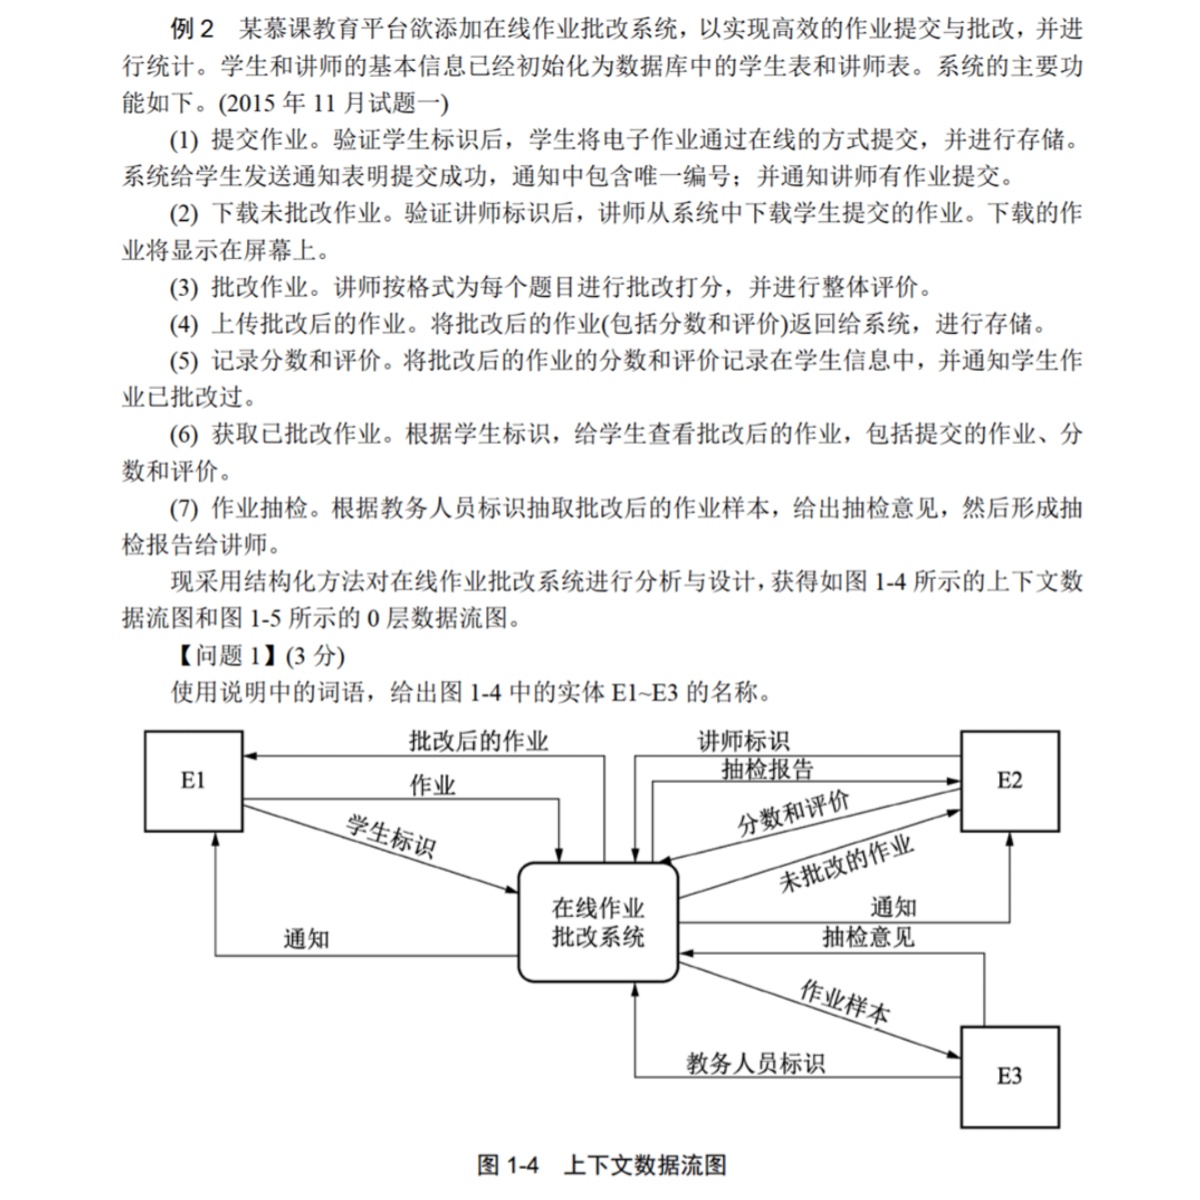 例 2　某慕课教育平台欲添加在线作业批改系统，以实现高效的作业提交与批改，并进
行统计。学生和讲师的基本信息已经初始化为数据库中的学生表和讲师表。系统的主要功
能如下。(2015 年 11 月试题一)
(1) 提交作业。验证学生标识后，学生将电子作业通过在线的方式提交，并进行存储。
系统给学生发送通知表明提交成功，通知中包含唯一编号；并通知讲师有作业提交。
(2) 下载未批改作业。验证讲师标识后，讲师从系统中下载学生提交的作业。下载的作
业将显示在屏幕上。
(3) 批改作业。讲师按格式为每个题目进行批改打分，并进行整体评价。
(4) 上传批改后的作业。将批改后的作业(包括分数和评价)返回给系统，进行存储。
(5) 记录分数和评价。将批改后的作业的分数和评价记录在学生信息中，并通知学生作
业已批改过。
(6) 获取已批改作业。根据学生标识，给学生查看批改后的作业，包括提交的作业、分
数和评价。
(7) 作业抽检。根据教务人员标识抽取批改后的作业样本，给出抽检意见，然后形成抽
检报告给讲师。
现采用结构化方法对在线作业批改系统进行分析与设计，获得如图 1-4 所示的上下文数
据流图和图 1-5 所示的 0 层数据流图。
【问题 1】(3 分)
使用说明中的词语，给出图 1-4 中的实体 E1~E3 的名称。
批改后的作业
讲师标识
抽检报告
E1
作业
E2
分数和评价
学生标识
未批改的作业
在线作业
批改系统
通知
通知
抽检意见
作业样本
教务人员标识
E3
图 1-4　上下文数据流图